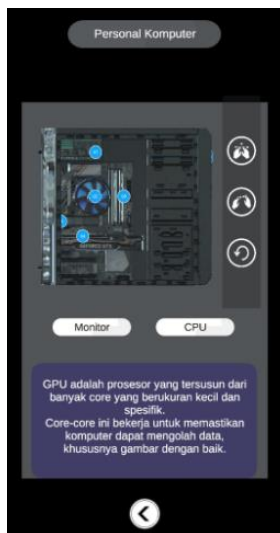 Personal Komputer
Monitor
CPU
GPU adalah prosesor yang tersusun dari
banyak core yang berukuran kecil dan
spesifik.
Core-core ini bekerja untuk memastikan
komputer dapat mengolah data,
khususnya gambar dengan baik.